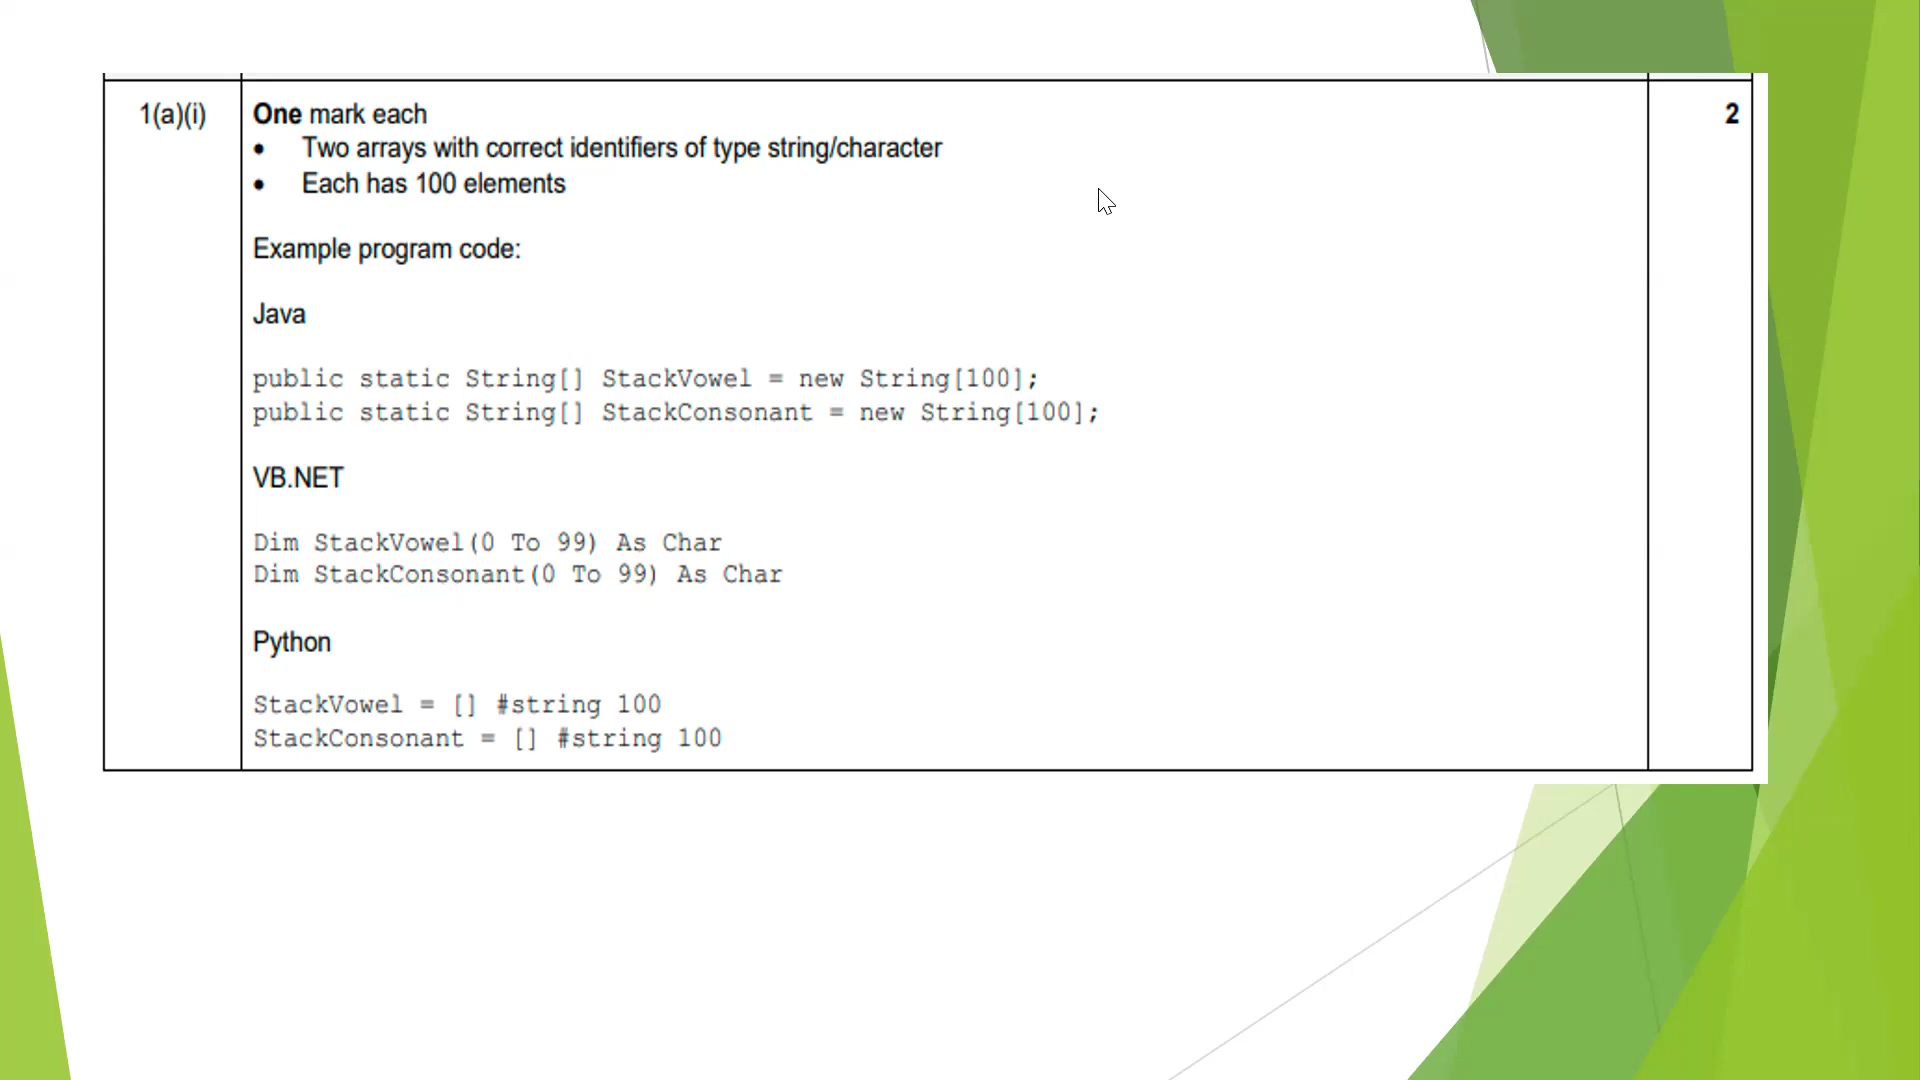 1(a)(i) One mark each 2
• Two arrays with correct identifiers of type string/character
• Each has 100 elements
Example program code:
Java
public static String[] StackVowel = new String[100];
public static String[] StackConsonant = new String[100];
VB.NET
Dim StackVowel(0 To 99) As Char
Dim StackConsonant(0 To 99) As Char
Python
StackVowel = [] #string 100
StackConsonant = [] #string 100